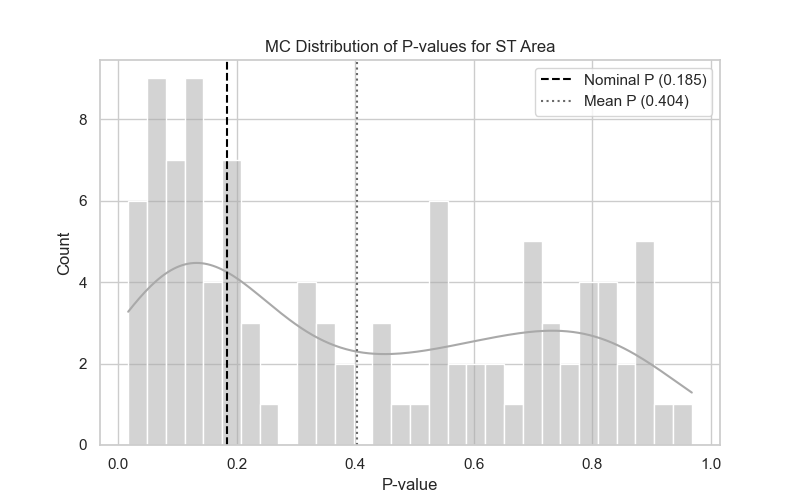 MC Distribution of P-values for ST Area
Nominal P (0.185)
Mean P (0.404)
Count
8
6
4
2
0
0.0 0.2 0.4 0.6 0.8 1.0
P-value